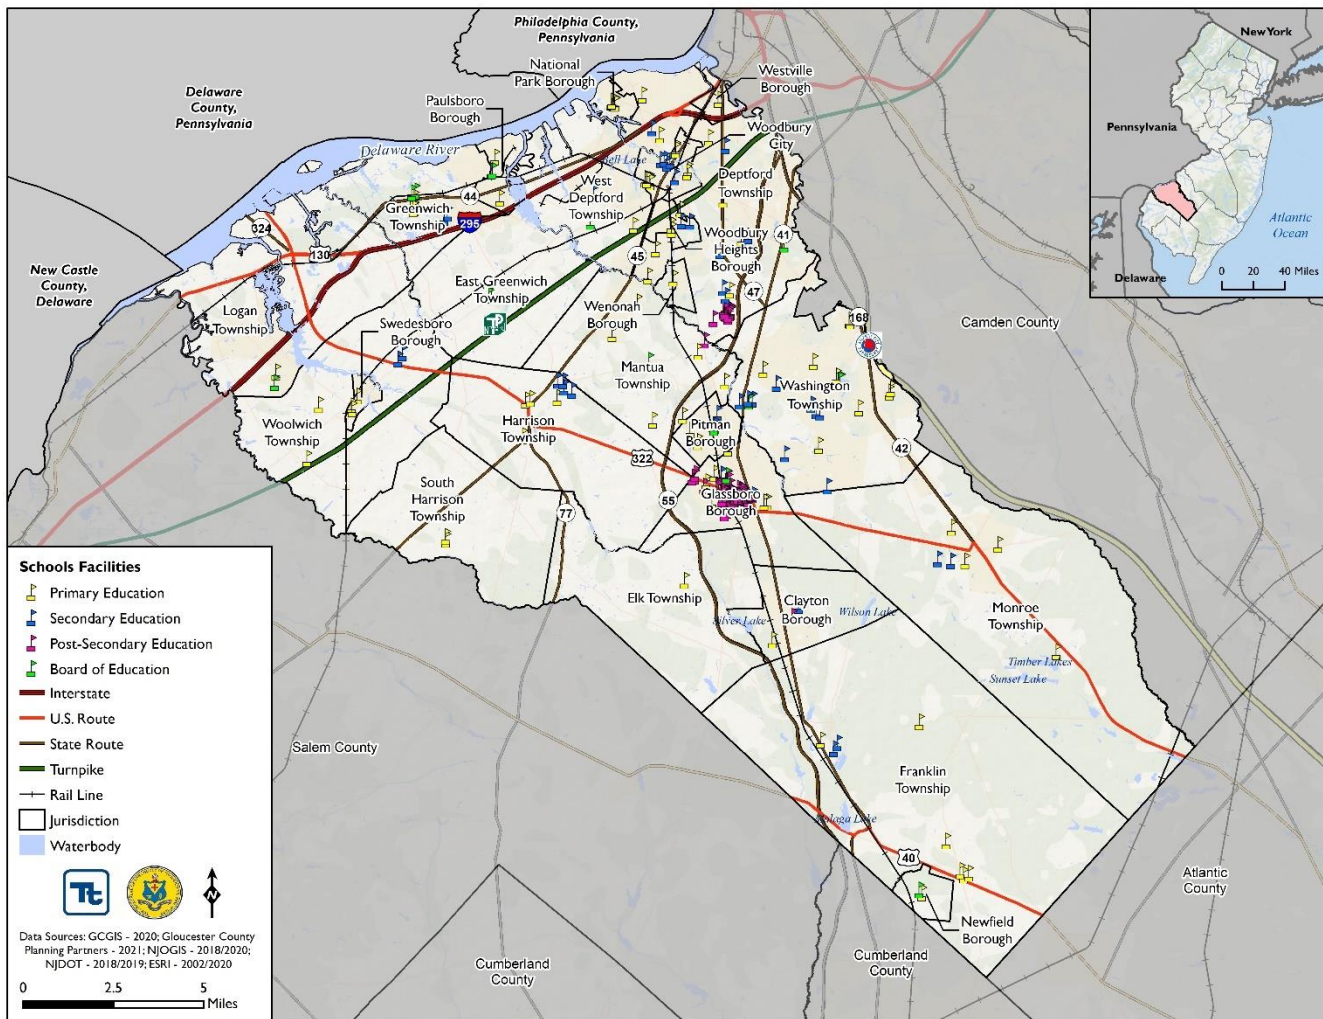 Philadelphia County,
Pennsylvania
New York
National
Park Borough
Westville
Borough
Delaware
County,
Pennsylvania
Paulsboro
Borough
Woodbury
City
Pennsylvania
Delaware River
Deptford
Township
West
Deptford
Township
44
Greenwich
Township
295
324
130
45
Woodbury
Heights
Borough
41
Atlantic
Ocean
0 20 40 Miles
Delaware
New Castle
County,
Delaware
East Greenwich
Township
47
Logan
Township
Swedesboro
Borough
Wenonah
Borough
168
Camden County
Mantua
Township
Washington
Township
Woolwich
Township
Harrison
Township
Pitman
Borough
42
322
South
Harrison
Township
55
Glassboro
Borough
77
Elk Township
Clayton
Borough
Silver Lake
Wilson Lake
Monroe
Township
Timber Lakes
Sunset Lake
Salem County
Franklin
Township
Malaga Lake
40
Newfield
Borough
Atlantic
County
Cumberland
County
Cumberland
County
Schools Facilities
Primary Education
Secondary Education
Post-Secondary Education
Board of Education
Interstate
U.S. Route
State Route
Turnpike
Rail Line
Jurisdiction
Waterbody
Tt
N
Data Sources: GCGIS - 2020; Gloucester County
Planning Partners - 2021; NJOGIS - 2018/2020;
NJDOT - 2018/2019; ESRI - 2002/2020
0 2.5 5
Miles